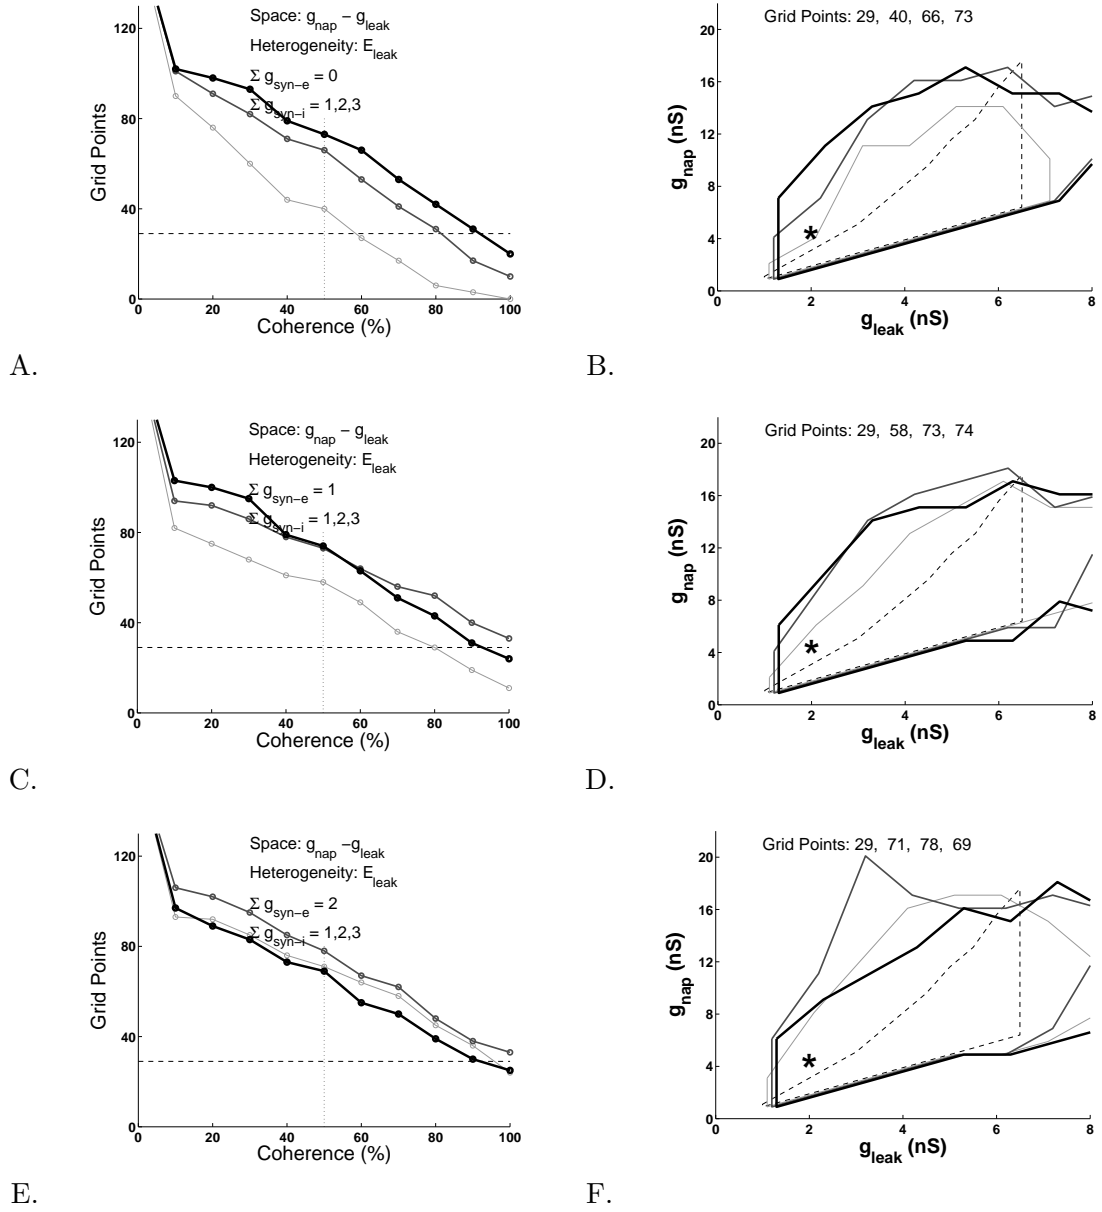 120
80
40
0
Grid Points
Space: g_nap – g_leak
Heterogeneity: E_leak
Σ g_syn–e = 0
Σ g_syn–i = 1,2,3
0 20 40 60 80 100
Coherence (%)
A.
Grid Points: 29, 40, 66, 73
20
16
12
8
4
0
g_nap (nS)
*
0 2 4 6 8
g_leak (nS)
B.
120
80
40
0
Grid Points
Space: g_nap – g_leak
Heterogeneity: E_leak
Σ g_syn–e = 1
Σ g_syn–i = 1,2,3
0 20 40 60 80 100
Coherence (%)
C.
Grid Points: 29, 58, 73, 74
20
16
12
8
4
0
g_nap (nS)
*
0 2 4 6 8
g_leak (nS)
D.
120
80
40
0
Grid Points
Space: g_nap –g_leak
Heterogeneity: E_leak
Σ g_syn–e = 2
Σ g_syn–i = 1,2,3
0 20 40 60 80 100
Coherence (%)
E.
Grid Points: 29, 71, 78, 69
20
16
12
8
4
0
g_nap (nS)
*
0 2 4 6 8
g_leak (nS)
F.